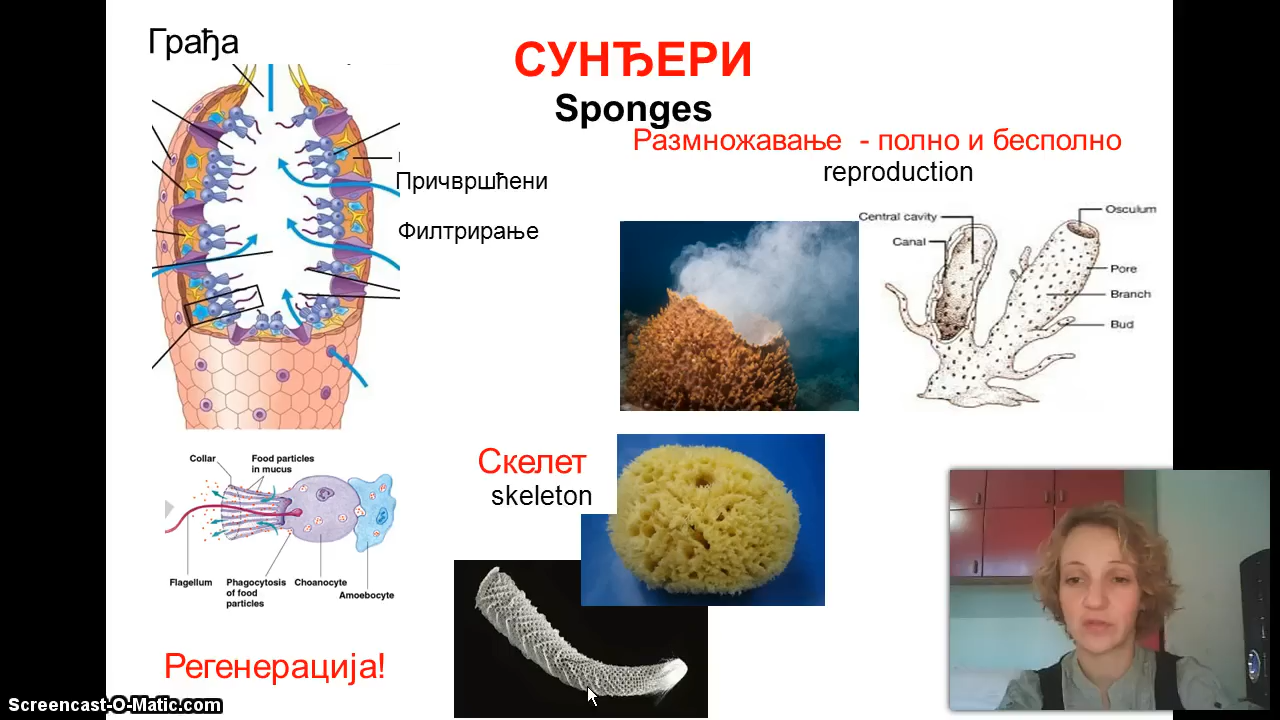 Грађа
СУНЂЕРИ
Sponges
Размножавање - полно и бесполно
reproduction
Причвршћени
Филтрирање
Central cavity
Canal
Osculum
Pore
Branch
Bud
Скелет
skeleton
Collar
Food particles
in mucus
Flagellum
Phagocytosis
of food
particles
Choanocyte
Amoebocyte
Регенерација!
Screencast-O-Matic.com